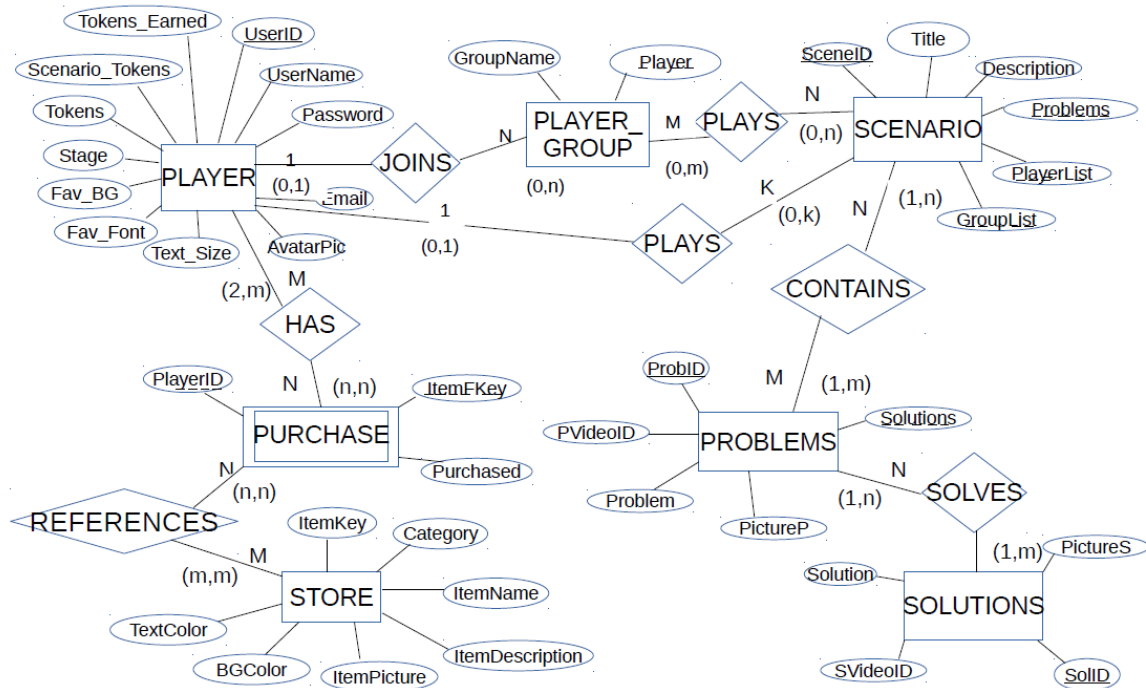 Tokens_Earned
UserID
Title
SceneID
GroupName
Player
Scenario_Tokens
UserName
Description
Tokens
Password
Problems
N
M
PLAYS
N
(0,n)
PLAYER_
GROUP
SCENARIO
Stage
PLAYER
1
JOINS
(0,1)
(0,n)
(0,m)
PlayerList
Fav_BG
Email
K
(1,n)
1
(0,k)
N
GroupList
Fav_Font
Text_Size
AvatarPic
(0,1)
PLAYS
(2,m)
M
CONTAINS
HAS
PlayerID
N
(n,n)
ItemFKey
ProbID
M
(1,m)
Solutions
PURCHASE
PVideoID
PROBLEMS
N
(n,n)
Purchased
N
(1,n)
SOLVES
Problem
PictureP
REFERENCES
ItemKey
Category
M
(m,m)
(1,m)
PictureS
Solution
STORE
ItemName
SOLUTIONS
TextColor
BGColor
ItemPicture
ItemDescription
SVideoID
SolID